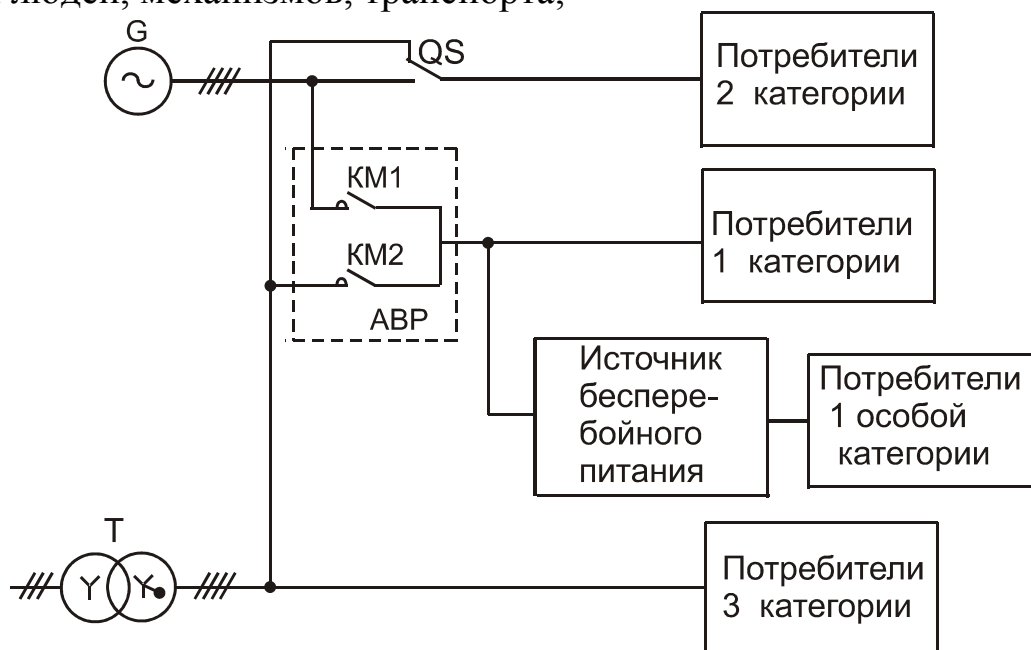 людей, механизмов, транспорта,
G
QS
Потребители
2 категории
КМ1
КМ2
АВР
Потребители
1 категории
Источник
бесперe-
бойного
питания
Потребители
1 особой
категории
Т
Потребители
3 категории